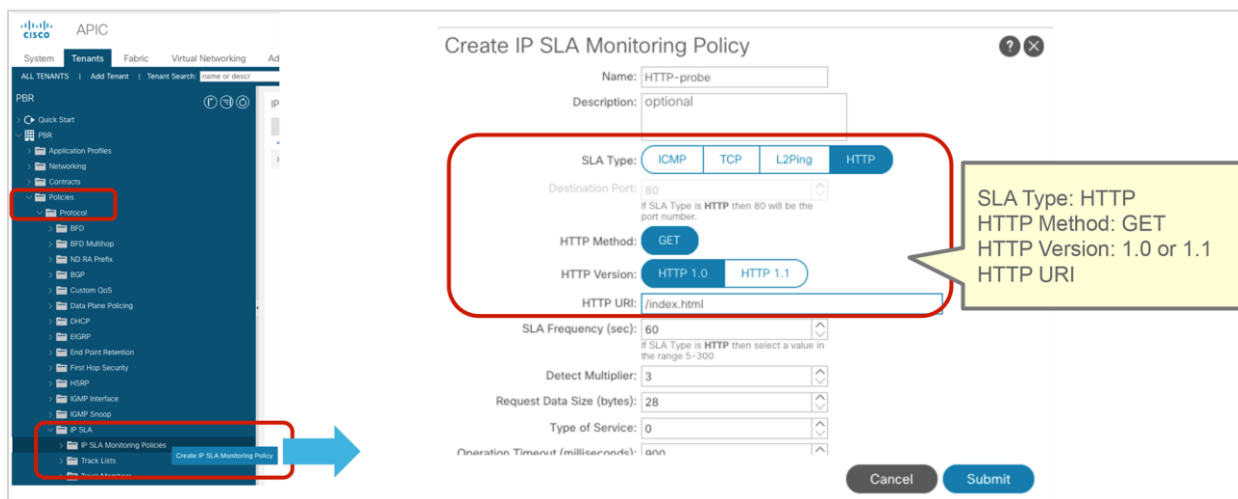 CISCO
APIC
System Tenants Fabric Virtual Networking Ad
ALL TENANTS | Add Tenant | Tenant Search: name or descr
PBR
IP
Quick Start
PBR
Application Profiles
Networking
Contracts
Policies
Protocol
BFD
BFD Multihop
ND RA Prefix
BGP
Custom QoS
Data Plane Policing
DHCP
EIGRP
End Point Retention
First Hop Security
HSRP
IGMP Interface
IGMP Snoop
IP SLA
IP SLA Monitoring Policies
Create IP SLA Monitoring Policy
Track Lists
Track Members
Create IP SLA Monitoring Policy
Name: HTTP-probe
Description: optional
SLA Type: ICMP TCP L2Ping HTTP
Destination Port: 80
If SLA Type is HTTP then 80 will be the
port number.
HTTP Method: GET
HTTP Version: HTTP 1.0 HTTP 1.1
HTTP URI: /index.html
SLA Frequency (sec): 60
If SLA Type is HTTP then select a value in
the range 5-300
Detect Multiplier: 3
Request Data Size (bytes): 28
Type of Service: 0
Operation Timeout (milliseconds): 900
Cancel Submit
SLA Type: HTTP
HTTP Method: GET
HTTP Version: 1.0 or 1.1
HTTP URI